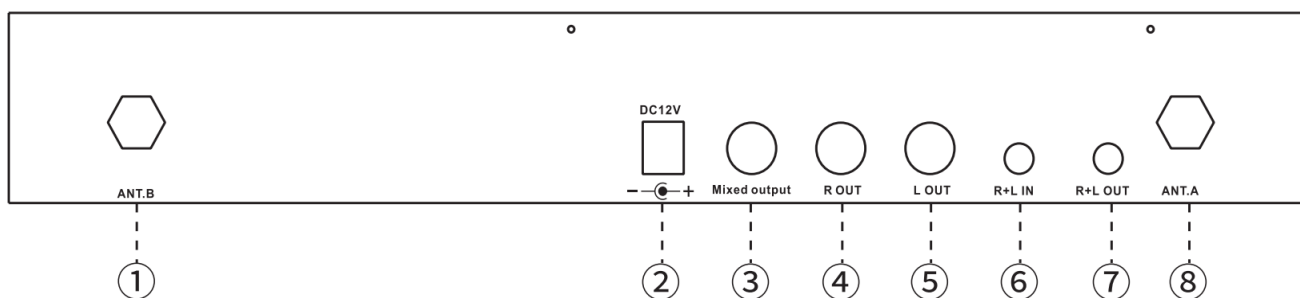 DC12V
ANT.B
− +
Mixed output
R OUT
L OUT
R+L IN
R+L OUT
ANT.A
① ② ③ ④ ⑤ ⑥ ⑦ ⑧